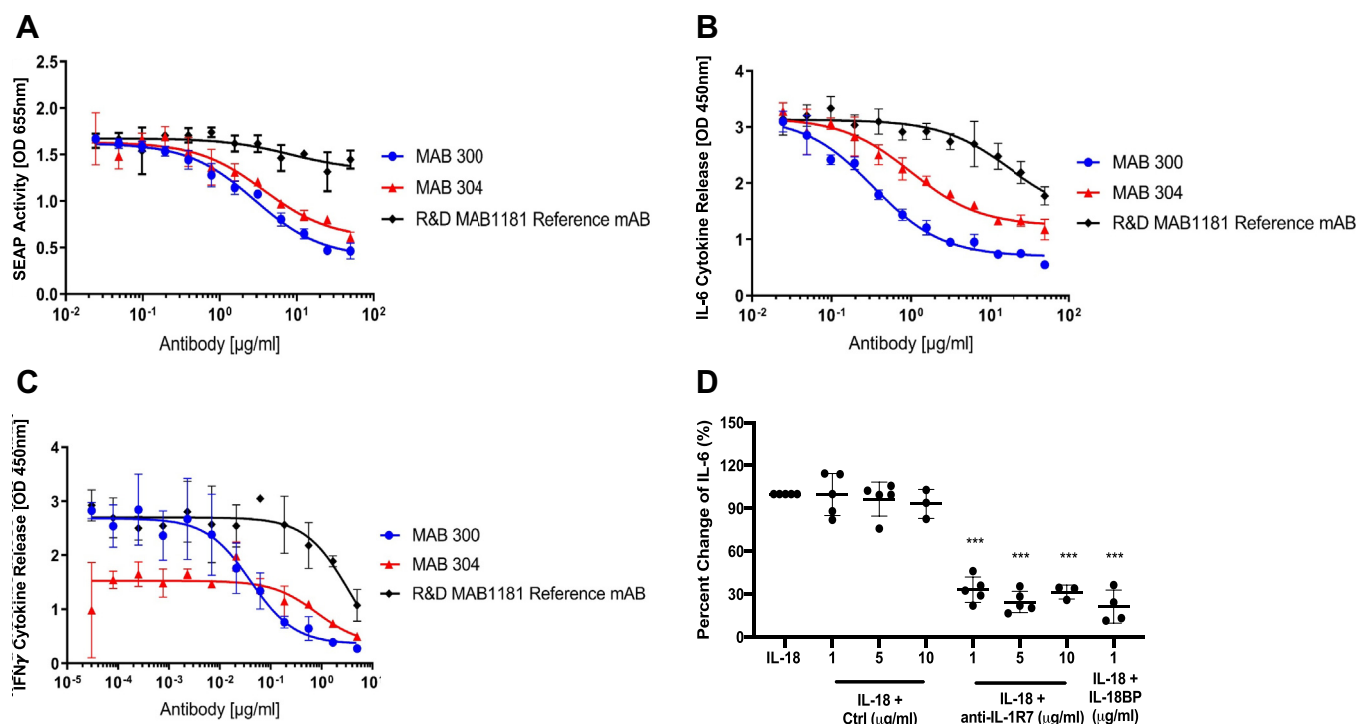 A
SEAP Activity [OD 655nm]
2.5
2.0
1.5
1.0
0.5
0.0
10-2
10-1
100
101
102
Antibody [µg/ml]
MAB 300
MAB 304
R&D MAB1181 Reference mAB
B
IL-6 Cytokine Release [OD 450nm]
4
3
2
1
0
10-2
10-1
100
101
102
Antibody [µg/ml]
MAB 300
MAB 304
R&D MAB1181 Reference mAB
C
IFNγ Cytokine Release [OD 450nm]
4
3
2
1
0
10-5
10-4
10-3
10-2
10-1
100
Antibody [µg/ml]
MAB 300
MAB 304
R&D MAB1181 Reference mAB
D
Percent Change of IL-6 (%)
150
120
90
60
30
0
*** *** *** ***
IL-18 1 5 10 1 5 10 1
IL-18 +
Ctrl (µg/ml)
IL-18 +
anti-IL-1R7 (µg/ml)
IL-18 +
IL-18BP
(µg/ml)